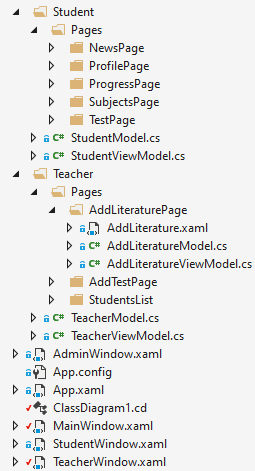 Student
Pages
NewsPage
ProfilePage
ProgressPage
SubjectsPage
TestPage
C# StudentModel.cs
C# StudentViewModel.cs
Teacher
Pages
AddLiteraturePage
AddLiterature.xaml
C# AddLiteratureModel.cs
C# AddLiteratureViewModel.cs
AddTestPage
StudentsList
C# TeacherModel.cs
C# TeacherViewModel.cs
AdminWindow.xaml
App.config
App.xaml
ClassDiagram1.cd
MainWindow.xaml
StudentWindow.xaml
TeacherWindow.xaml